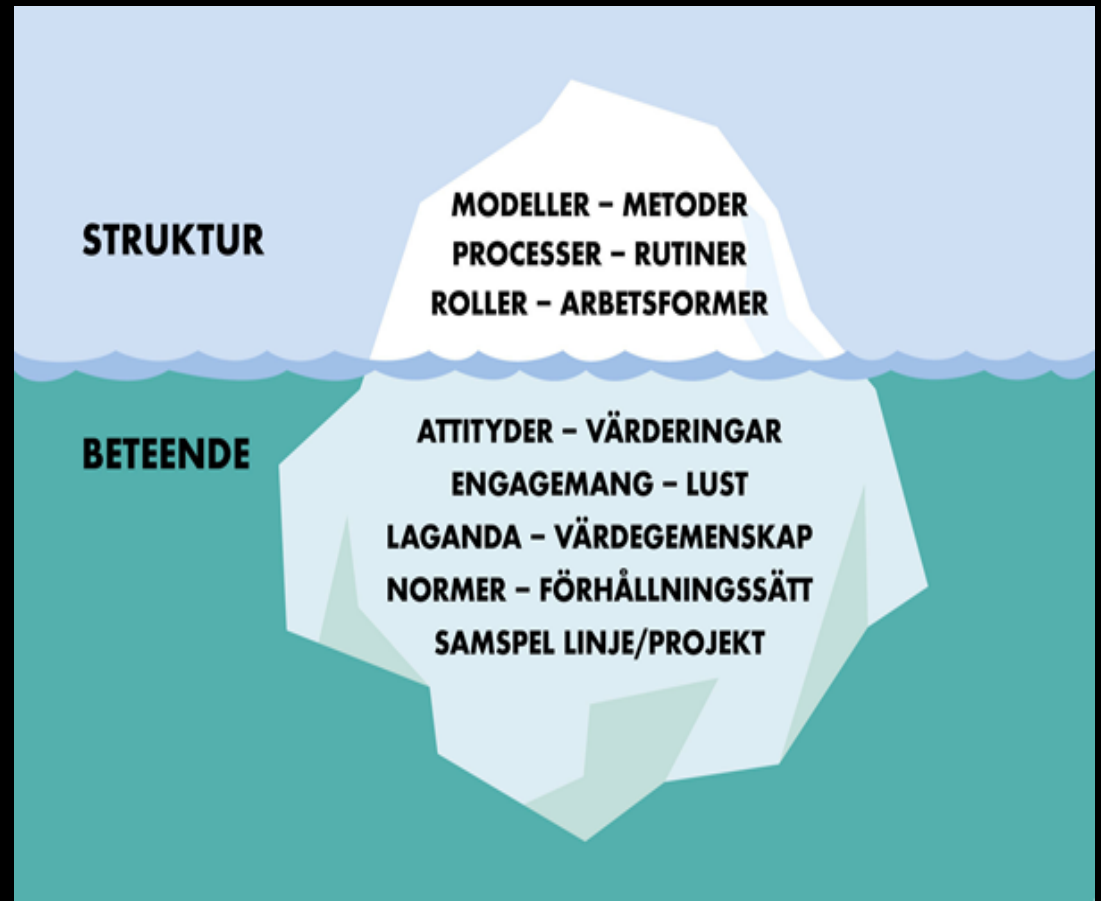 STRUKTUR
MODELLER – METODER
PROCESSER – RUTINER
ROLLER – ARBETSFORMER
BETEENDE
ATTITYDER – VÄRDERINGAR
ENGAGEMANG – LUST
LAGANDA – VÄRDEGEMENSKAP
NORMER – FÖRHÅLLNINGSSÄTT
SAMSPEL LINJE/PROJEKT